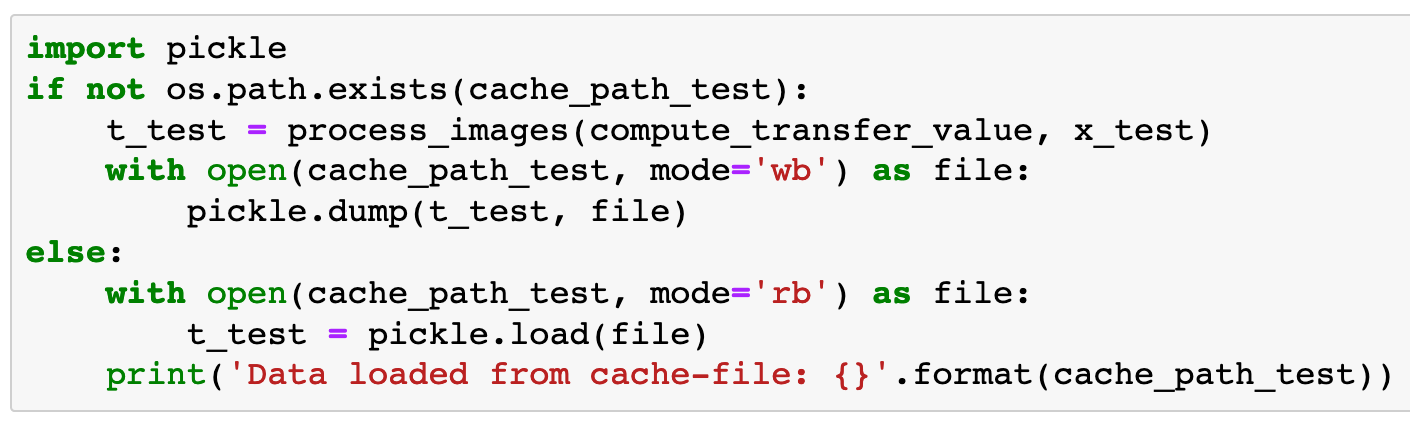 import pickle
if not os.path.exists(cache_path_test):
    t_test = process_images(compute_transfer_value, x_test)
    with open(cache_path_test, mode='wb') as file:
        pickle.dump(t_test, file)
else:
    with open(cache_path_test, mode='rb') as file:
        t_test = pickle.load(file)
    print('Data loaded from cache-file: {}'.format(cache_path_test))